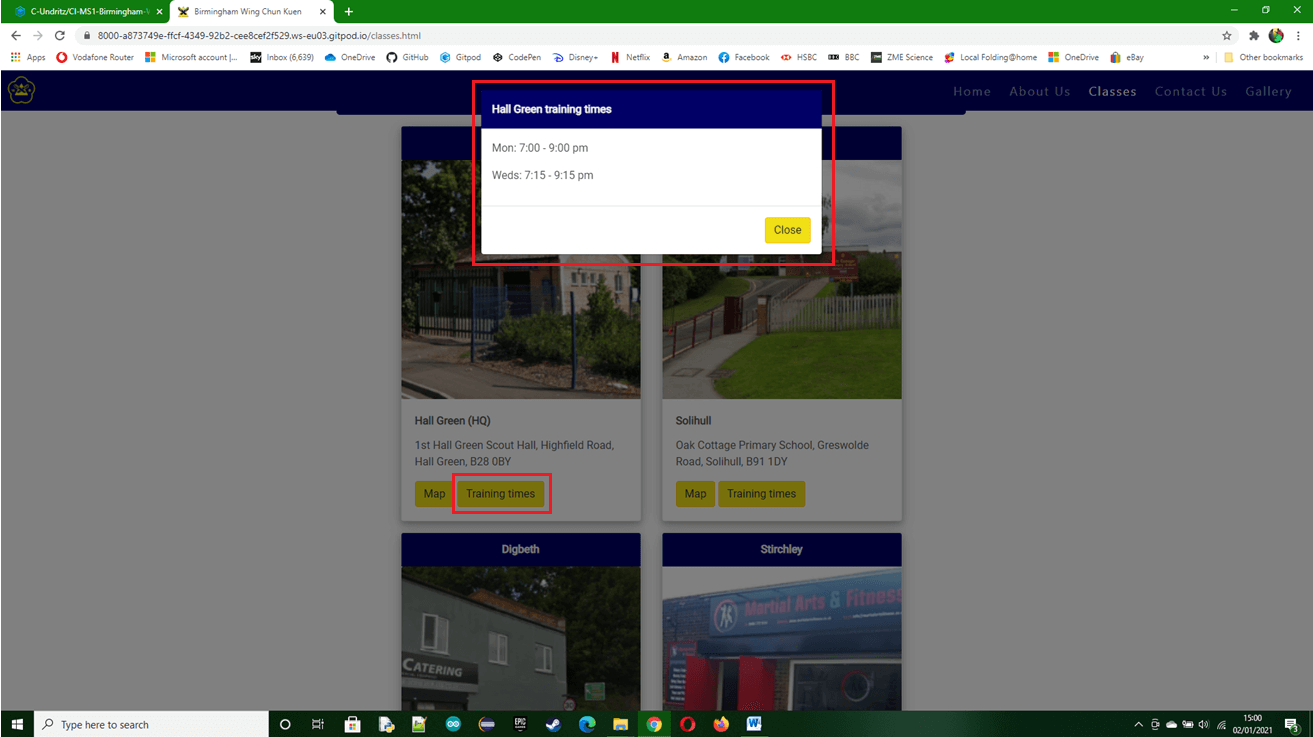 C-Undritz/CI-MS1-Birmingham-
Birmingham Wing Chun Kuen
8000-a873749e-ffcf-4349-92b2-cee8cef2f529.ws-eu03.gitpod.io/classes.html
Apps
Vodafone Router
Microsoft account |...
sky
Inbox (6,639)
OneDrive
GitHub
Gitpod
CodePen
Disney+
Netflix
Amazon
Facebook
HSBC
BBC
ZME Science
Local Folding@home
OneDrive
eBay
»
Other bookmarks
Home
About Us
Classes
Contact Us
Gallery
Hall Green training times
Mon: 7:00 - 9:00 pm
Weds: 7:15 - 9:15 pm
Close
Hall Green (HQ)
1st Hall Green Scout Hall, Highfield Road,
Hall Green, B28 0BY
Map
Training times
Solihull
Oak Cottage Primary School, Greswolde
Road, Solihull, B91 1DY
Map
Training times
Digbeth
CATERING
Stirchley
Martial Arts & Fitness
Type here to search
EPIC
15:00
02/01/2021
3